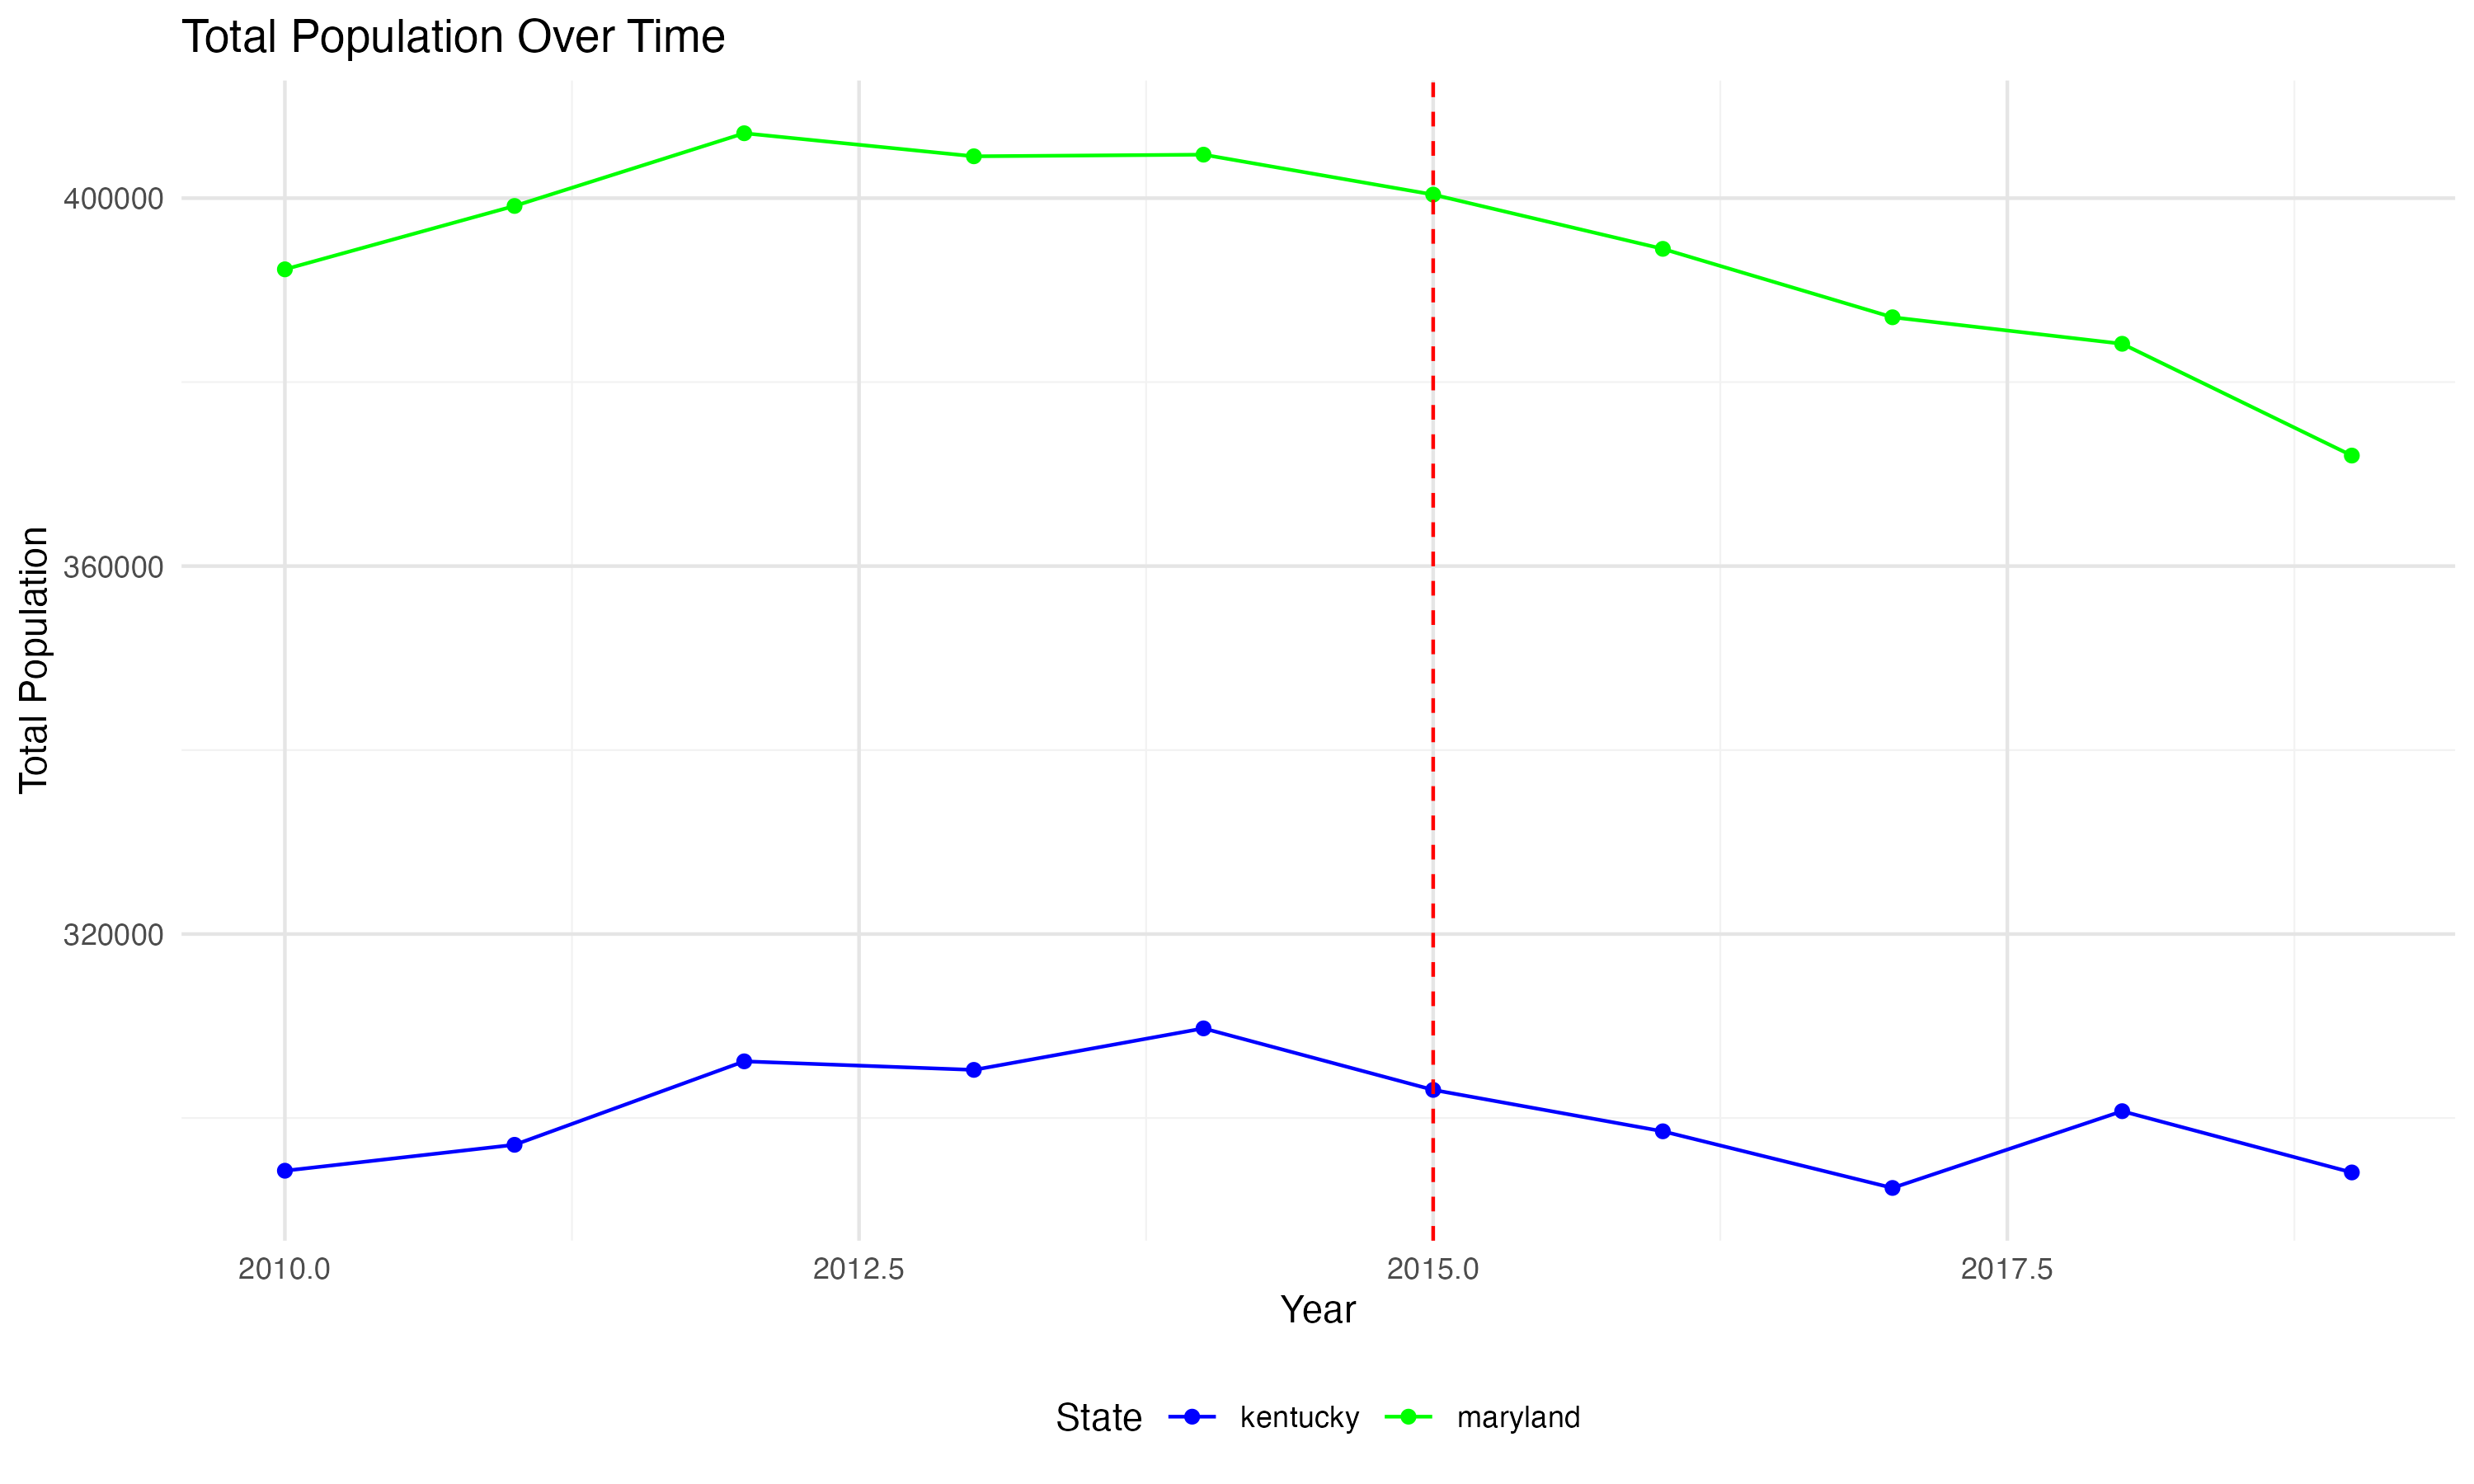 Total Population Over Time
Total Population
400000
360000
320000
2010.0 2012.5 2015.0 2017.5
Year
State kentucky maryland